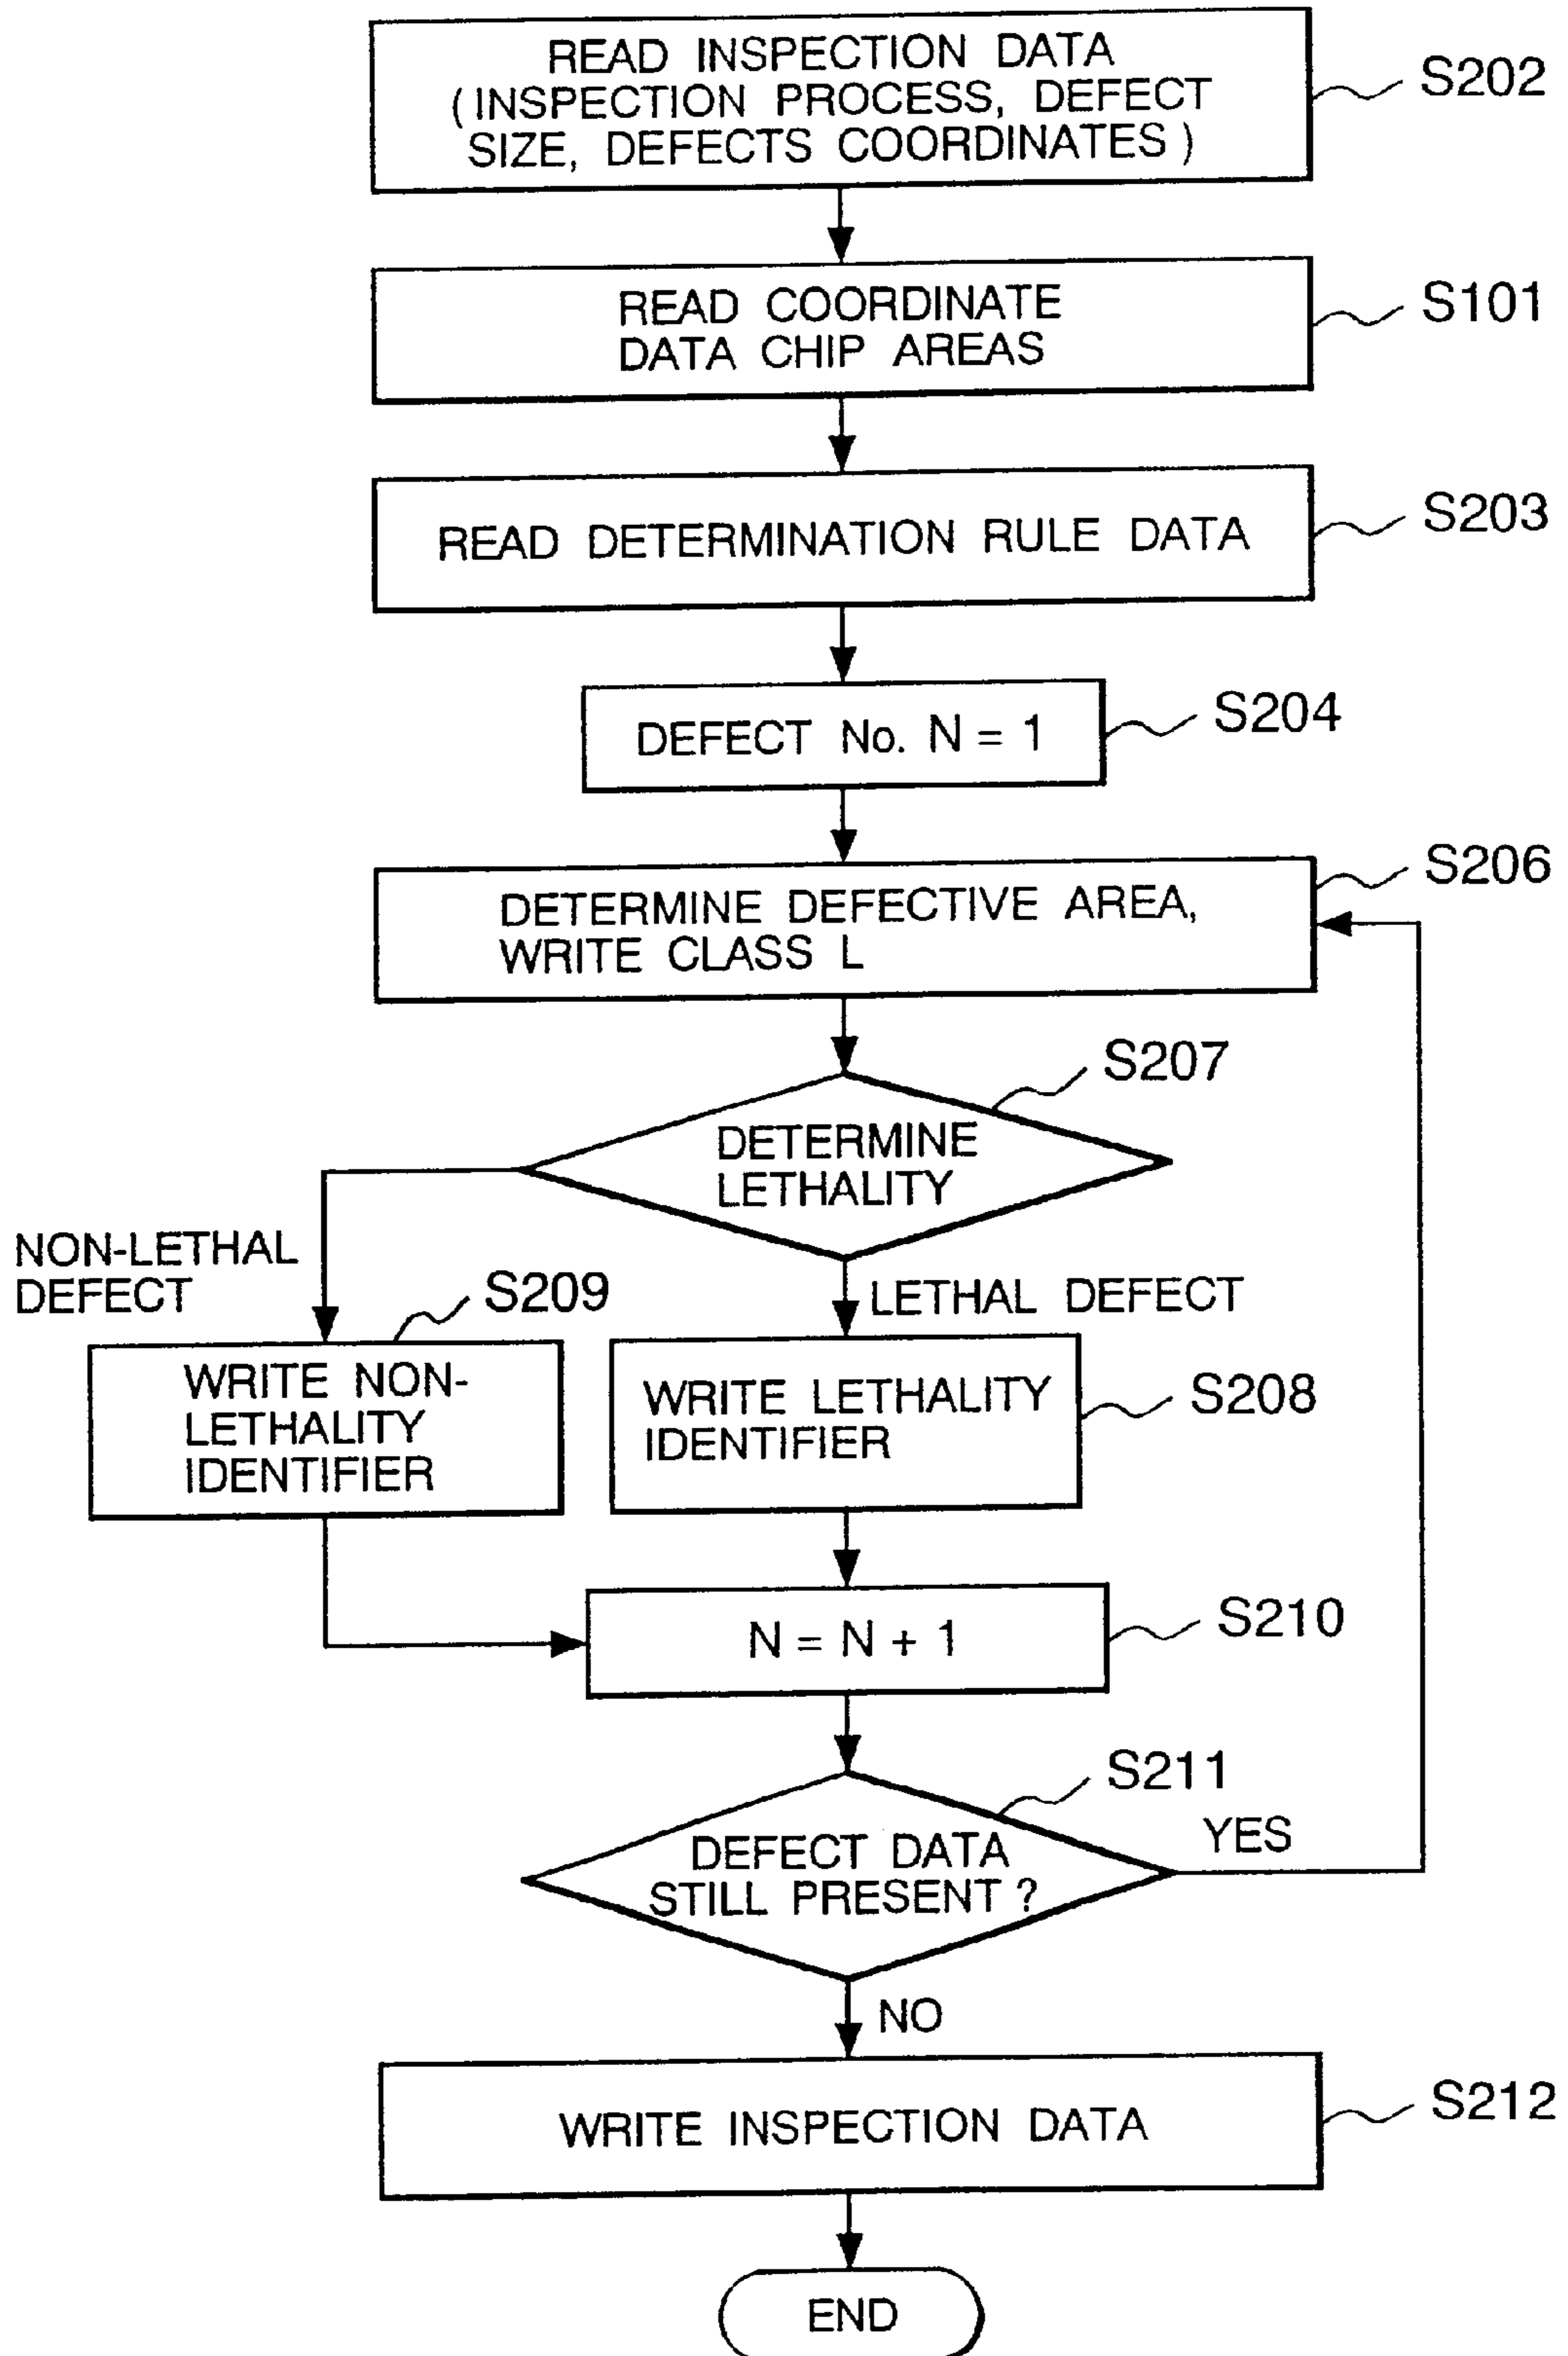 READ INSPECTION DATA
(INSPECTION PROCESS, DEFECT
SIZE, DEFECTS COORDINATES)
S202
READ COORDINATE
DATA CHIP AREAS
S101
READ DETERMINATION RULE DATA
S203
DEFECT No. N = 1
S204
DETERMINE DEFECTIVE AREA,
WRITE CLASS L
S206
DETERMINE
LETHALITY
S207
NON-LETHAL
DEFECT
LETHAL DEFECT
WRITE NON-
LETHALITY
IDENTIFIER
S209
WRITE LETHALITY
IDENTIFIER
S208
N = N + 1
S210
DEFECT DATA
STILL PRESENT ?
S211
YES
NO
WRITE INSPECTION DATA
S212
END